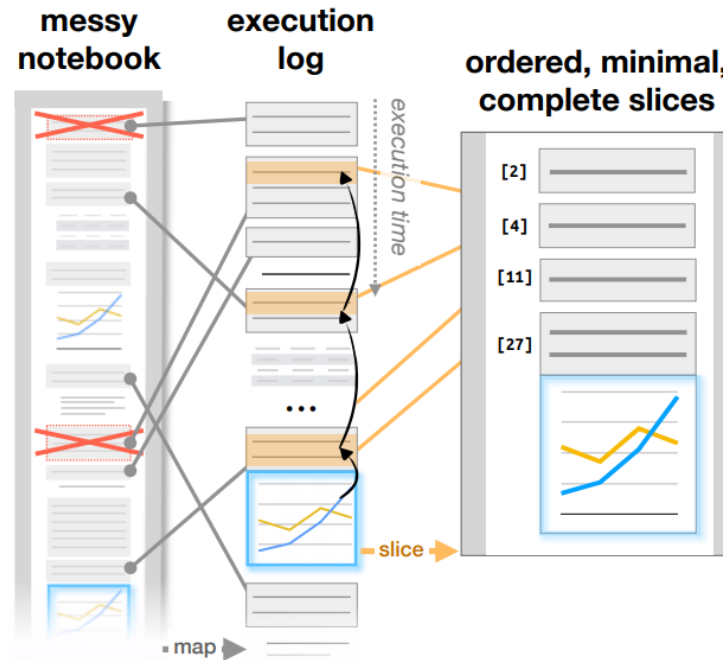 messy
notebook
execution
log
ordered, minimal,
complete slices
execution time
[2]
[4]
[11]
[27]
...
slice
map